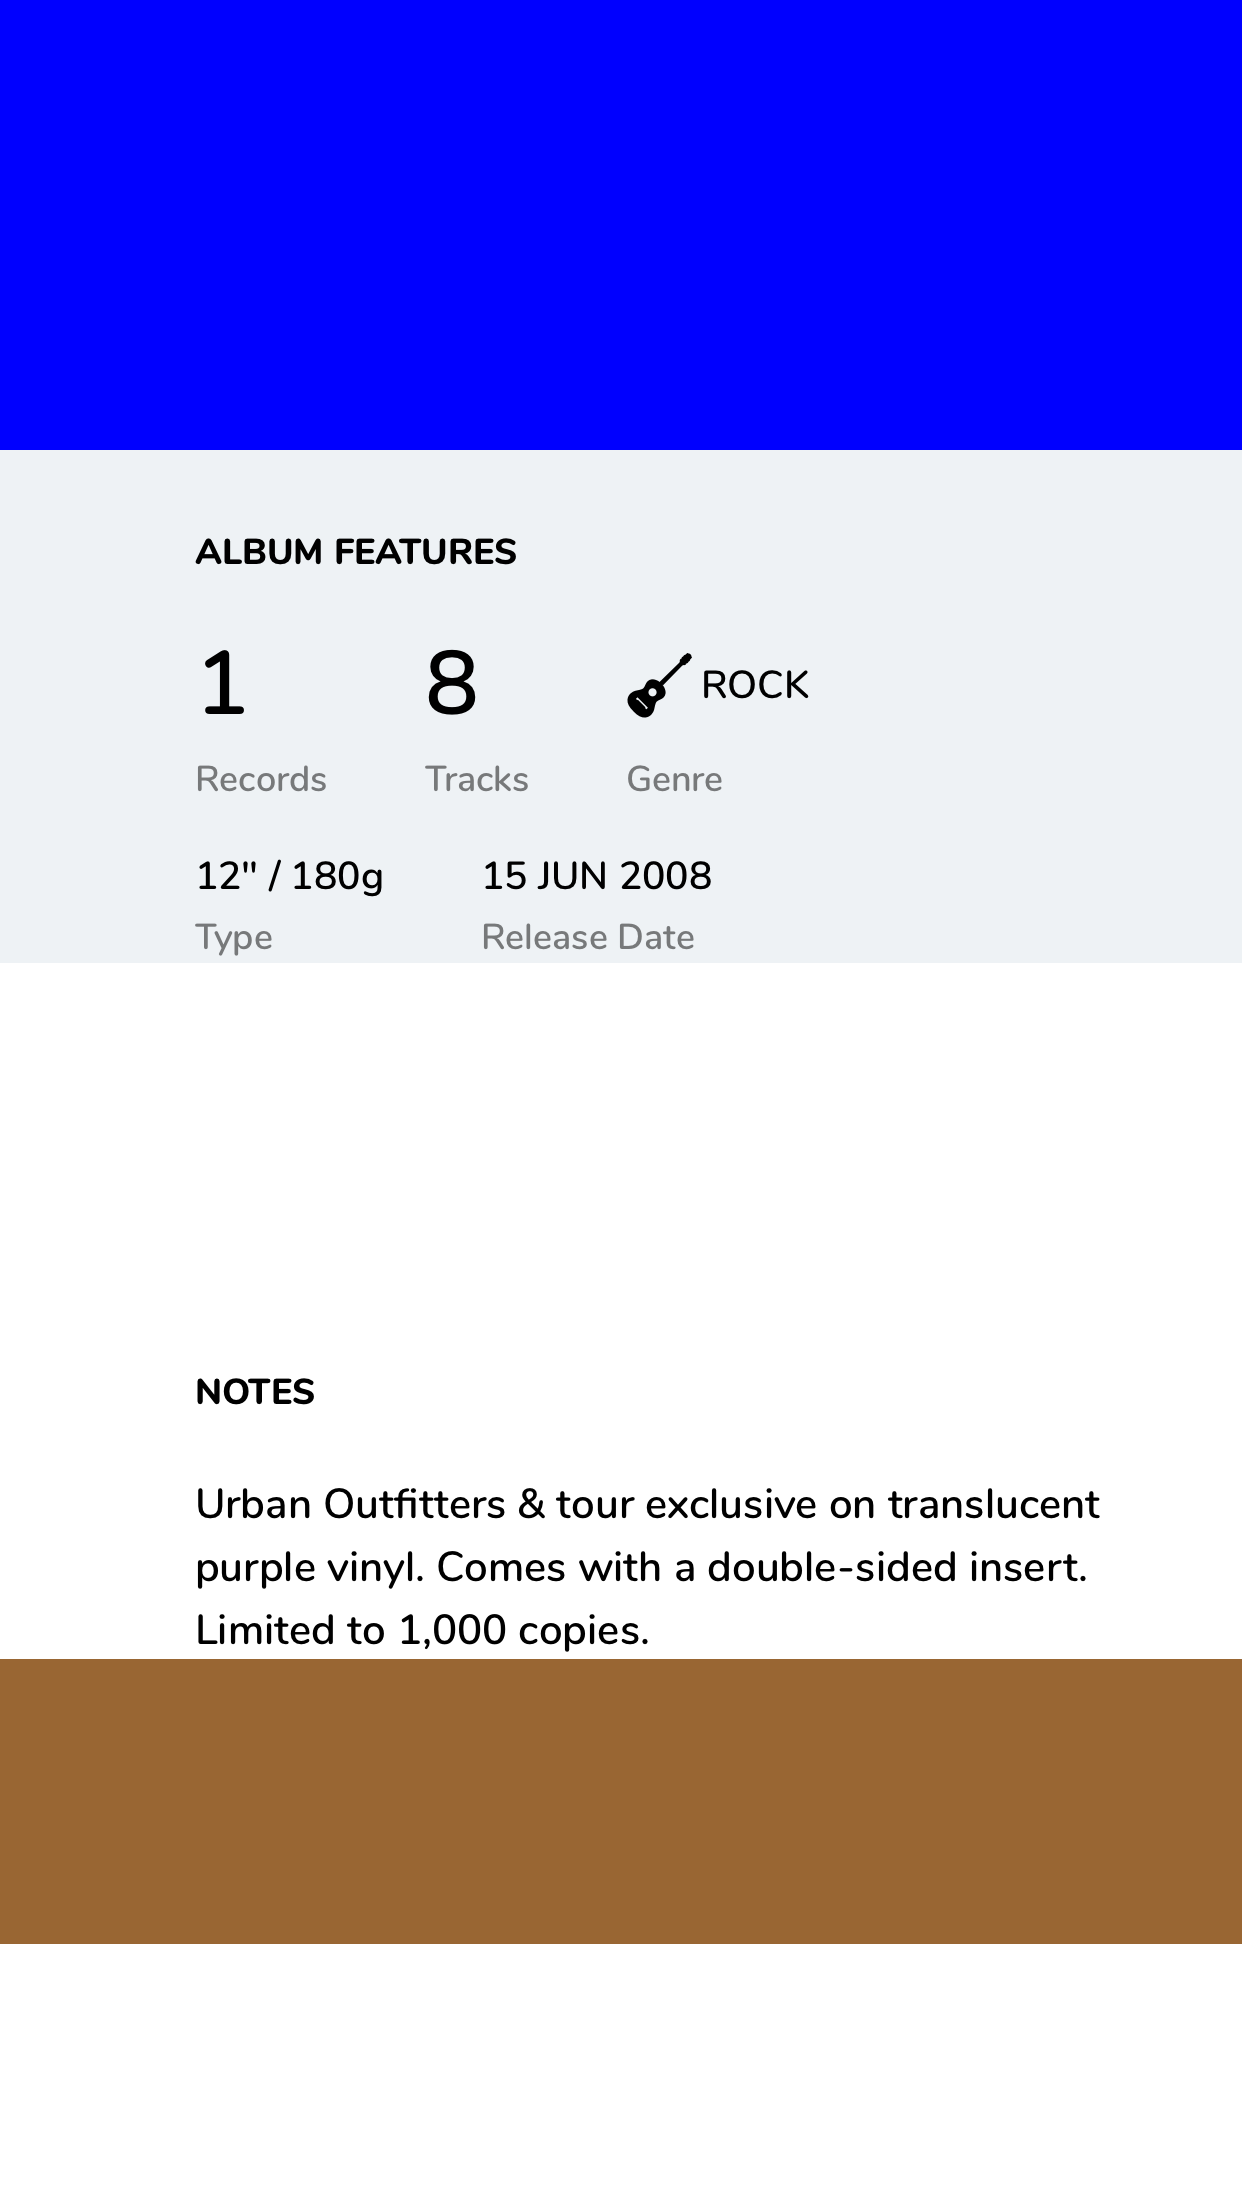 ALBUM FEATURES
1 8 ROCK
Records Tracks Genre
12" / 180g 15 JUN 2008
Type Release Date
NOTES
Urban Outfitters & tour exclusive on translucent
purple vinyl. Comes with a double-sided insert.
Limited to 1,000 copies.